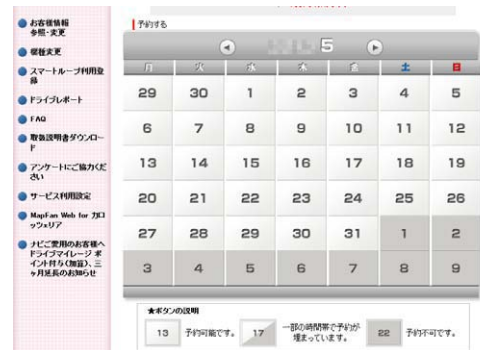 お客様情報
参照・変更
機種変更
スマートループ利用登
録
ドライブレポート
FAQ
取扱説明書ダウンロー
ド
アンケートにご協力くだ
さい
サービス利用設定
MapFan Web for カロ
ッツェリア
ナビご愛用のお客様へ
ドライブマイレージ ポ
イント付与(加算)、三
ヶ月延長のお知らせ
予約する
5
月 火 水 木 金 土 日
29 30 1 2 3 4 5
6 7 8 9 10 11 12
13 14 15 16 17 18 19
20 21 22 23 24 25 26
27 28 29 30 31 1 2
3 4 5 6 7 8 9
★ボタンの説明
13 予約可能です。 17 一部の時間帯で予約が
埋まっています。 22 予約不可です。